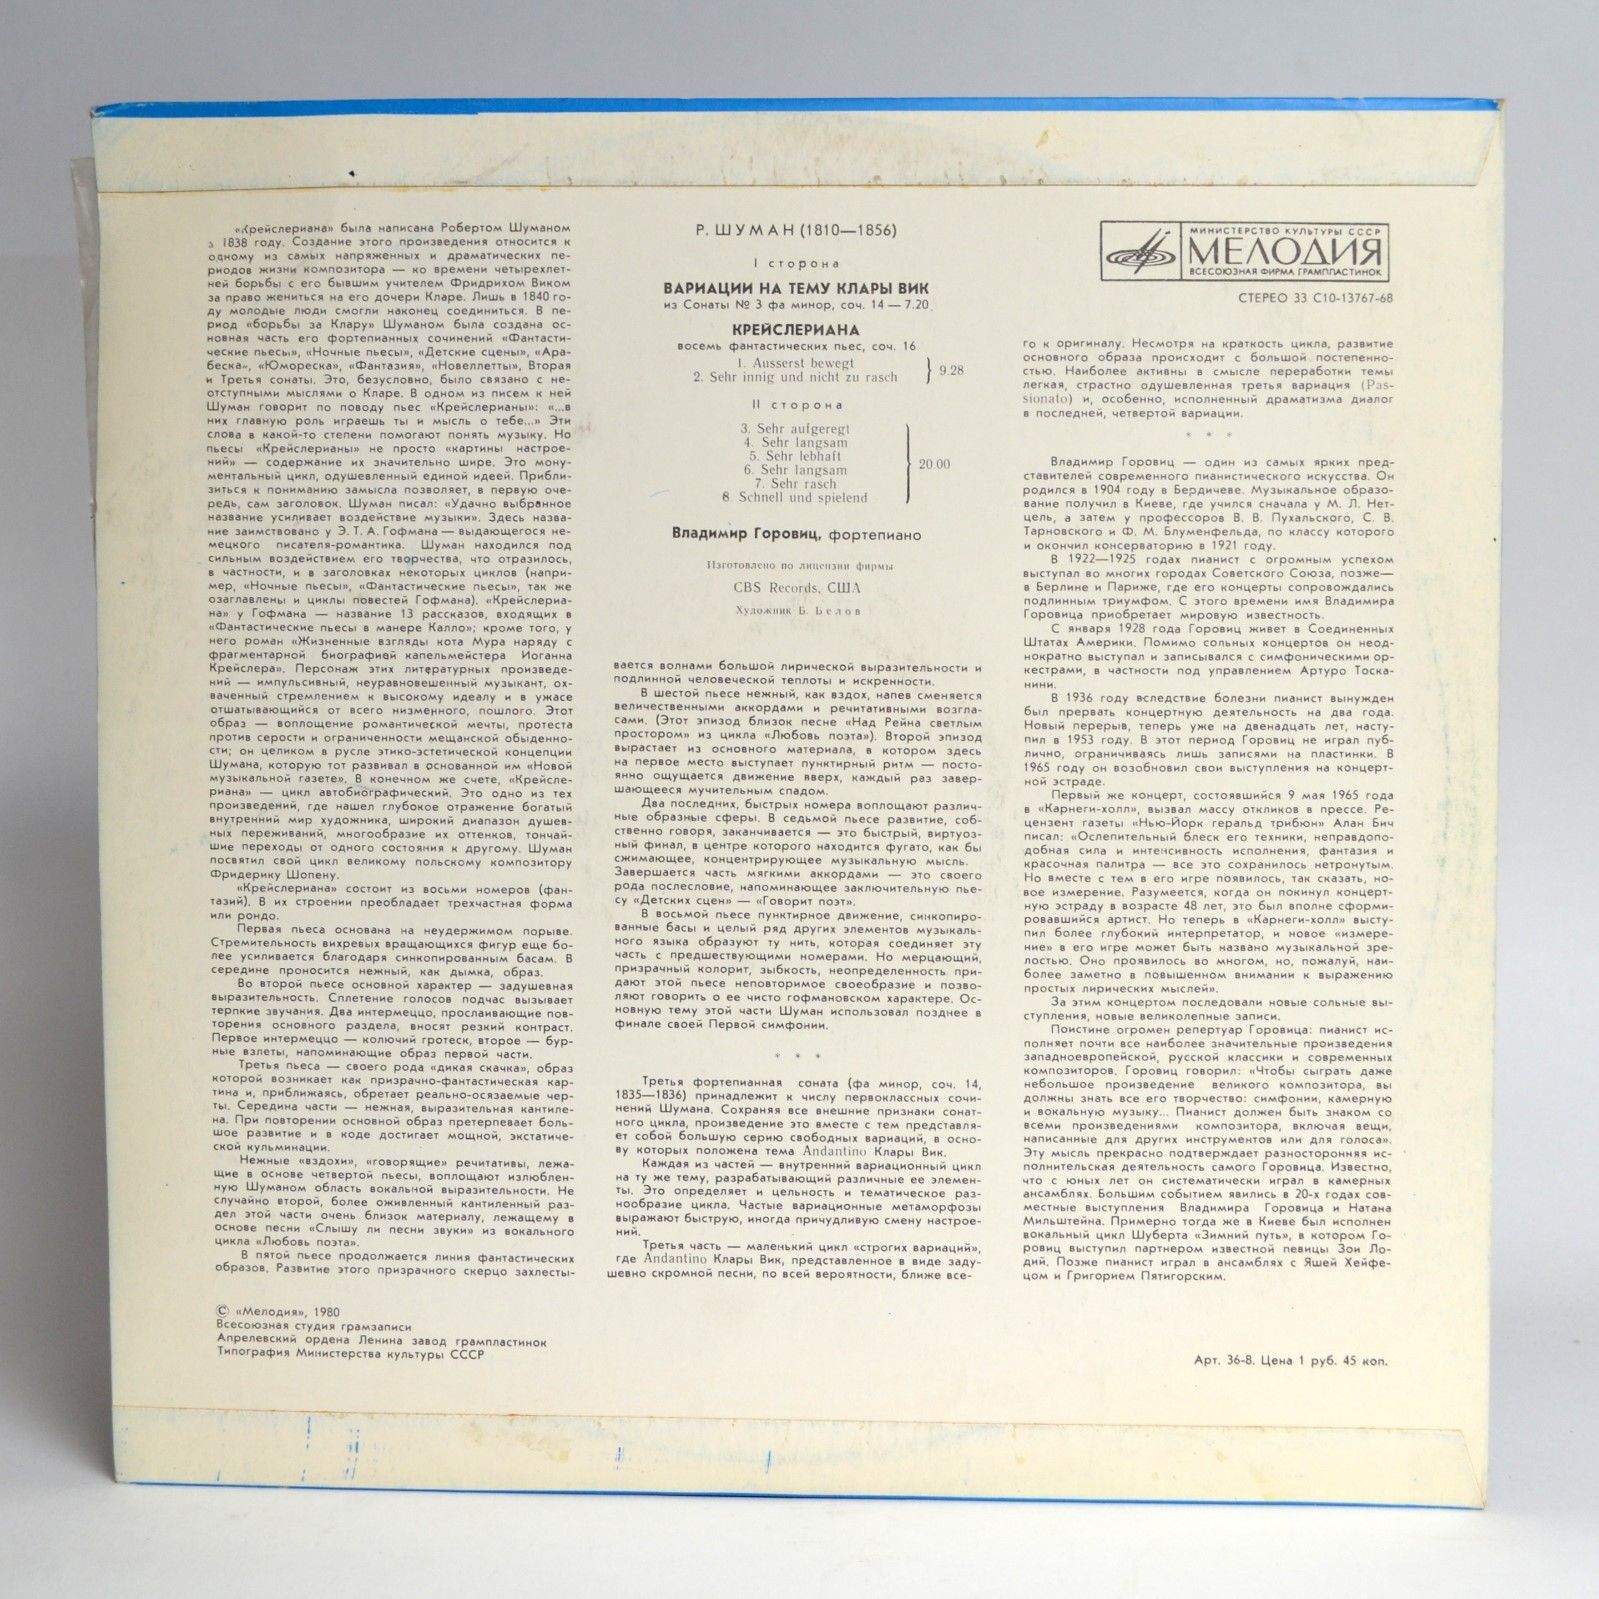 «Крейслериана» была написана Робертом Шуманом
в 1838 году. Создание этого произведения относится к
одному из самых напряженных и драматических пе-
риодов жизни композитора — ко времени четырехлет-
ней борьбы с его бывшим учителем Фридрихом Виком
за право жениться на его дочери Кларе. Лишь в 1840 го-
ду молодые люди смогли наконец соединиться. В пе-
риод «борьбы за Клару» Шуманом была создана ос-
новная часть его фортепианных сочинений «Фантасти-
ческие пьесы», «Ночные пьесы», «Детские сцены», «Ара-
беска», «Юмореска», «Фантазия», «Новеллетты», Вторая
и Третья сонаты. Это, безусловно, было связано с не-
отступными мыслями о Кларе. В одном из писем к ней
Шуман говорит по поводу пьес «Крейслерианы»: «...в
них главную роль играешь ты и мысль о тебе...» Эти
слова в какой-то степени помогают понять музыку. Но
пьесы «Крейслерианы» не просто «картины настрое-
ний» — содержание их значительно шире. Это мону-
ментальный цикл, одушевленный единой идеей. Прибли-
зиться к пониманию замысла позволяет, в первую оче-
редь, сам заголовок. Шуман писал: «Удачно выбранное
название усиливает воздействие музыки». Здесь назва-
ние заимствовано у Э. Т. А. Гофмана — выдающегося не-
мецкого писателя-романтика. Шуман находился под
сильным воздействием его творчества, что отразилось,
в частности, и в заголовках некоторых циклов (напри-
мер, «Ночные пьесы», «Фантастические пьесы», так же
озаглавлены и циклы повестей Гофмана). «Крейслериа-
на» у Гофмана — название 13 рассказов, входящих в
«Фантастические пьесы в манере Калло»; кроме того, у
него роман «Жизненные взгляды кота Мура наряду с
фрагментарной биографией капельмейстера Иоганна
Крейслера». Персонаж этих литературных произведе-
ний — импульсивный, неуравновешенный музыкант, ох-
ваченный стремлением к высокому идеалу и в ужасе
отшатывающийся от всего низменного, пошлого. Этот
образ — воплощение романтической мечты, протеста
против серости и ограниченности мещанской обыденно-
сти; он целиком в русле этико-эстетической концепции
Шумана, которую тот развивал в основанной им «Новой
музыкальной газете». В конечном же счете, «Крейсле-
риана» — цикл автобиографический. Это одно из тех
произведений, где нашел глубокое отражение богатый
внутренний мир художника, широкий диапазон душев-
ных переживаний, многообразие их оттенков, тончай-
шие переходы от одного состояния к другому. Шуман
посвятил свой цикл великому польскому композитору
Фридерику Шопену.
«Крейслериана» состоит из восьми номеров (фан-
тазий). В их строении преобладает трехчастная форма
или рондо.
Первая пьеса основана на неудержимом порыве.
Стремительность вихревых вращающихся фигур еще бо-
лее усиливается благодаря синкопированным басам. В
середине проносится нежный, как дымка, образ.
Во второй пьесе основной характер — задушевная
выразительность. Сплетение голосов подчас вызывает
терпкие звучания. Два интермеццо, прослаивающие пов-
торения основного раздела, вносят резкий контраст.
Первое интермеццо — колючий гротеск, второе — бур-
ные взлеты, напоминающие образ первой части.
Третья пьеса — своего рода «дикая скачка», образ
которой возникает как призрачно-фантастическая кар-
тина и, приближаясь, обретает реально-осязаемые чер-
ты. Середина части — нежная, выразительная кантиле-
на. При повторении основной образ претерпевает боль-
шое развитие и в коде достигает мощной, экстатиче-
ской кульминации.
Нежные «вздохи», «говорящие» речитативы, лежа-
щие в основе четвертой пьесы, воплощают излюблен-
ную Шуманом область вокальной выразительности. Не
случайно второй, более оживленный кантиленный раз-
дел этой части очень близок материалу, лежащему в
основе песни «Слышу ли песни звуки» из вокального
цикла «Любовь поэта».
В пятой пьесе продолжается линия фантастических
образов. Развитие этого призрачного скерцо захлесты-
© «Мелодия», 1980
Всесоюзная студия грамзаписи
Апрелевский ордена Ленина завод грампластинок
Типография Министерства культуры СССР
Р. ШУМАН (1810—1856)
I сторона
ВАРИАЦИИ НА ТЕМУ КЛАРЫ ВИК
из Сонаты № 3 фа минор, соч. 14 — 7.20
КРЕЙСЛЕРИАНА
восемь фантастических пьес, соч. 16
1. Ausserst bewegt
2. Sehr innig und nicht zu rasch
9.28
II сторона
3. Sehr aufgeregt
4. Sehr langsam
5. Sehr lebhaft
6. Sehr langsam
7. Sehr rasch
8. Schnell und spielend
20.00
Владимир Горовиц, фортепиано
Изготовлено по лицензии фирмы
CBS Records, США
Художник Б. Белов
вается волнами большой лирической выразительности и
подлинной человеческой теплоты и искренности.
В шестой пьесе нежный, как вздох, напев сменяется
величественными аккордами и речитативными возгла-
сами. (Этот эпизод близок песне «Над Рейна светлым
простором» из цикла «Любовь поэта»). Второй эпизод
вырастает из основного материала, в котором здесь
на первое место выступает пунктирный ритм — посто-
янно ощущается движение вверх, каждый раз завер-
шающееся мучительным спадом.
Два последних, быстрых номера воплощают различ-
ные образные сферы. В седьмой пьесе развитие, соб-
ственно говоря, заканчивается — это быстрый, виртуоз-
ный финал, в центре которого находится фугато, как бы
сжимающее, концентрирующее музыкальную мысль.
Завершается часть мягкими аккордами — это своего
рода послесловие, напоминающее заключительную пье-
су «Детских сцен» — «Говорит поэт».
В восьмой пьесе пунктирное движение, синкопиро-
ванные басы и целый ряд других элементов музыкаль-
ного языка образуют ту нить, которая соединяет эту
часть с предшествующими номерами. Но мерцающий,
призрачный колорит, зыбкость, неопределенность при-
дают этой пьесе неповторимое своеобразие и позво-
ляют говорить о ее чисто гофмановском характере. Ос-
новную тему этой части Шуман использовал позднее в
финале своей Первой симфонии.
* * *
Третья фортепианная соната (фа минор, соч. 14,
1835—1836) принадлежит к числу первоклассных сочи-
нений Шумана. Сохраняя все внешние признаки сонат-
ного цикла, произведение это вместе с тем представля-
ет собой большую серию свободных вариаций, в осно-
ву которых положена тема Andantino Клары Вик.
Каждая из частей — внутренний вариационный цикл
на ту же тему, разрабатывающий различные ее элемен-
ты. Это определяет и цельность и тематическое раз-
нообразие цикла. Частые вариационные метаморфозы
выражают быструю, иногда причудливую смену настрое-
ний.
Третья часть — маленький цикл «строгих вариаций»,
где Andantino Клары Вик, представленное в виде заду-
шевно скромной песни, по всей вероятности, ближе все-
МИНИСТЕРСТВО КУЛЬТУРЫ СССР
МЕЛОДИЯ
ВСЕСОЮЗНАЯ ФИРМА ГРАМПЛАСТИНОК
СТЕРЕО 33 С10-13767-68
го к оригиналу. Несмотря на краткость цикла, развитие
основного образа происходит с большой постепенно-
стью. Наиболее активны в смысле переработки темы
легкая, страстно одушевленная третья вариация (Pas-
sionato) и, особенно, исполненный драматизма диалог
в последней, четвертой вариации.
* * *
Владимир Горовиц — один из самых ярких пред-
ставителей современного пианистического искусства. Он
родился в 1904 году в Бердичеве. Музыкальное образо-
вание получил в Киеве, где учился сначала у М. Л. Нет-
цель, а затем у профессоров В. В. Пухальского, С. В.
Тарновского и Ф. М. Блуменфельда, по классу которого
и окончил консерваторию в 1921 году.
В 1922—1925 годах пианист с огромным успехом
выступал во многих городах Советского Союза, позже—
в Берлине и Париже, где его концерты сопровождались
подлинным триумфом. С этого времени имя Владимира
Горовица приобретает мировую известность.
С января 1928 года Горовиц живет в Соединенных
Штатах Америки. Помимо сольных концертов он неод-
нократно выступал и записывался с симфоническими ор-
кестрами, в частности под управлением Артуро Тоска-
нини.
В 1936 году вследствие болезни пианист вынужден
был прервать концертную деятельность на два года.
Новый перерыв, теперь уже на двенадцать лет, насту-
пил в 1953 году. В этот период Горовиц не играл пуб-
лично, ограничиваясь лишь записями на пластинки. В
1965 году он возобновил свои выступления на концерт-
ной эстраде.
Первый же концерт, состоявшийся 9 мая 1965 года
в «Карнеги-холл», вызвал массу откликов в прессе. Ре-
цензент газеты «Нью-Йорк геральд трибюн» Алан Бич
писал: «Ослепительный блеск его техники, неправдопо-
добная сила и интенсивность исполнения, фантазия и
красочная палитра — все это сохранилось нетронутым.
Но вместе с тем в его игре появилось, так сказать, но-
вое измерение. Разумеется, когда он покинул концерт-
ную эстраду в возрасте 48 лет, это был вполне сформи-
ровавшийся артист. Но теперь в «Карнеги-холл» высту-
пил более глубокий интерпретатор, и новое «измере-
ние» в его игре может быть названо музыкальной зре-
лостью. Оно проявилось во многом, но, пожалуй, наи-
более заметно в повышенном внимании к выражению
простых лирических мыслей».
За этим концертом последовали новые сольные вы-
ступления, новые великолепные записи.
Поистине огромен репертуар Горовица: пианист ис-
полняет почти все наиболее значительные произведения
западноевропейской, русской классики и современных
композиторов. Горовиц говорил: «Чтобы сыграть даже
небольшое произведение великого композитора, вы
должны знать все его творчество: симфонии, камерную
и вокальную музыку... Пианист должен быть знаком со
всеми произведениями композитора, включая вещи,
написанные для других инструментов или для голоса».
Эту мысль прекрасно подтверждает разносторонняя ис-
полнительская деятельность самого Горовица. Известно,
что с юных лет он систематически играл в камерных
ансамблях. Большим событием явились в 20-х годах сов-
местные выступления Владимира Горовица и Натана
Мильштейна. Примерно тогда же в Киеве был исполнен
вокальный цикл Шуберта «Зимний путь», в котором Го-
ровиц выступил партнером известной певицы Зои Ло-
дий. Позже пианист играл в ансамблях с Яшей Хейфе-
цом и Григорием Пятигорским.
Арт. 36-8. Цена 1 руб. 45 коп.